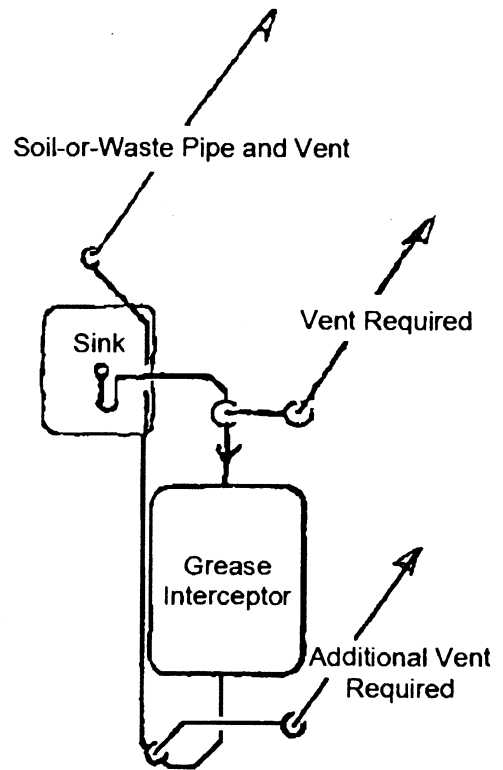 Soil-or-Waste Pipe and Vent
Vent Required
Sink
Grease
Interceptor
Additional Vent
Required